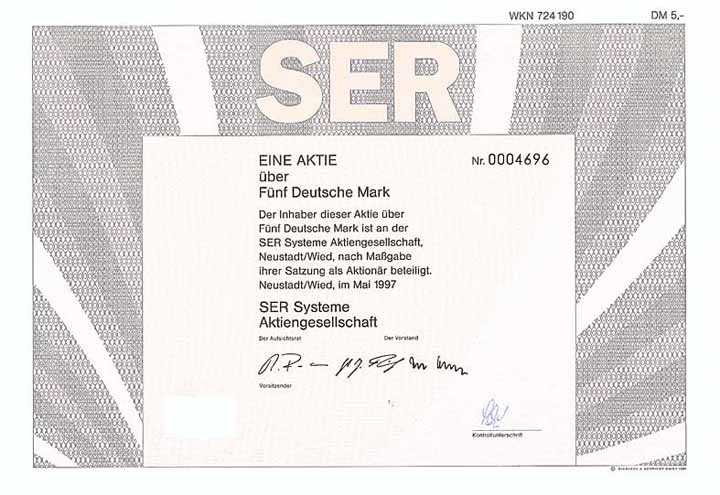 WKN 724190 DM 5,-
SER
EINE AKTIE Nr. 0004696
über
Fünf Deutsche Mark
Der Inhaber dieser Aktie über
Fünf Deutsche Mark ist an der
SER Systeme Aktiengesellschaft,
Neustadt/Wied, nach Maßgabe
ihrer Satzung als Aktionär beteiligt.
Neustadt/Wied, im Mai 1997
SER Systeme
Aktiengesellschaft
Der Aufsichtsrat Der Vorstand
Vorsitzender
Kontrollunterschrift